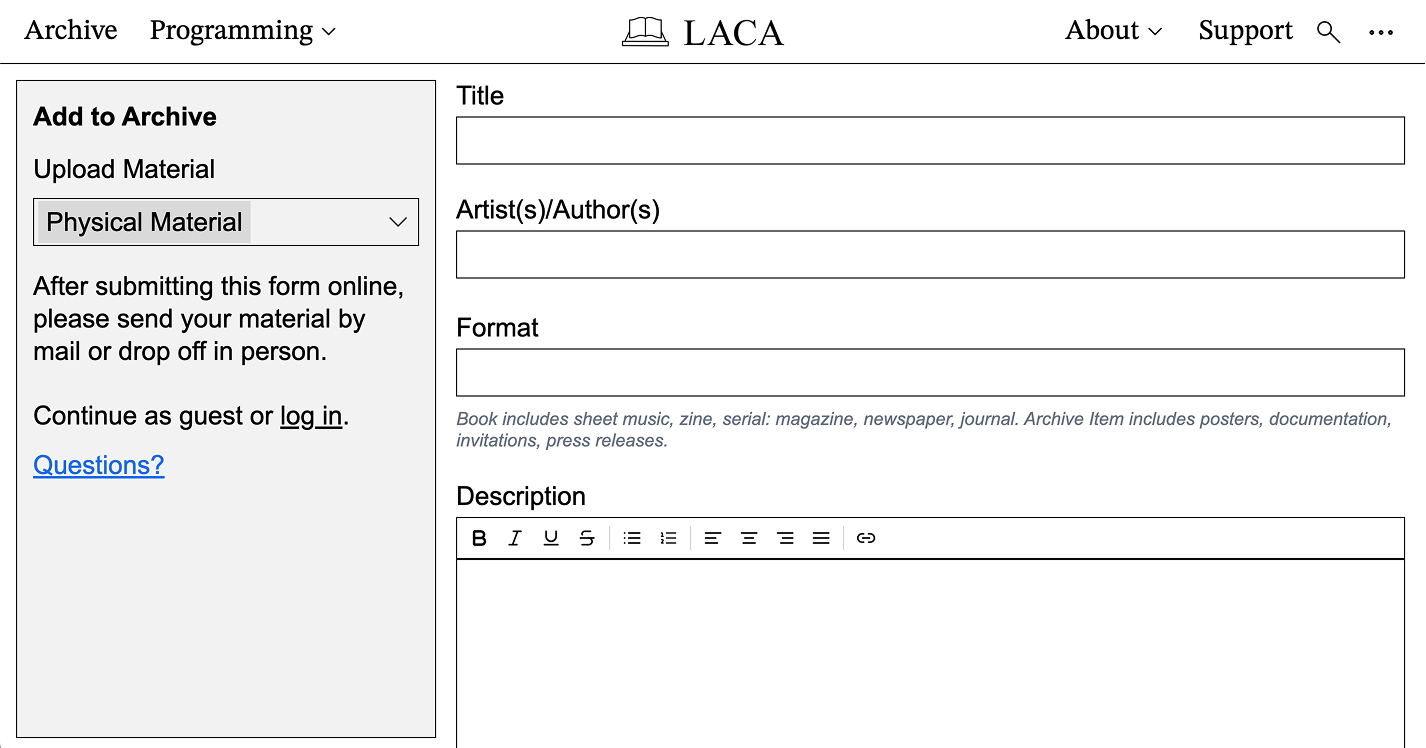 Archive
Programming
LACA
About
Support
Add to Archive
Upload Material
Physical Material
After submitting this form online,
please send your material by
mail or drop off in person.
Continue as guest or log in.
Questions?
Title
Artist(s)/Author(s)
Format
Book includes sheet music, zine, serial: magazine, newspaper, journal. Archive Item includes posters, documentation,
invitations, press releases.
Description